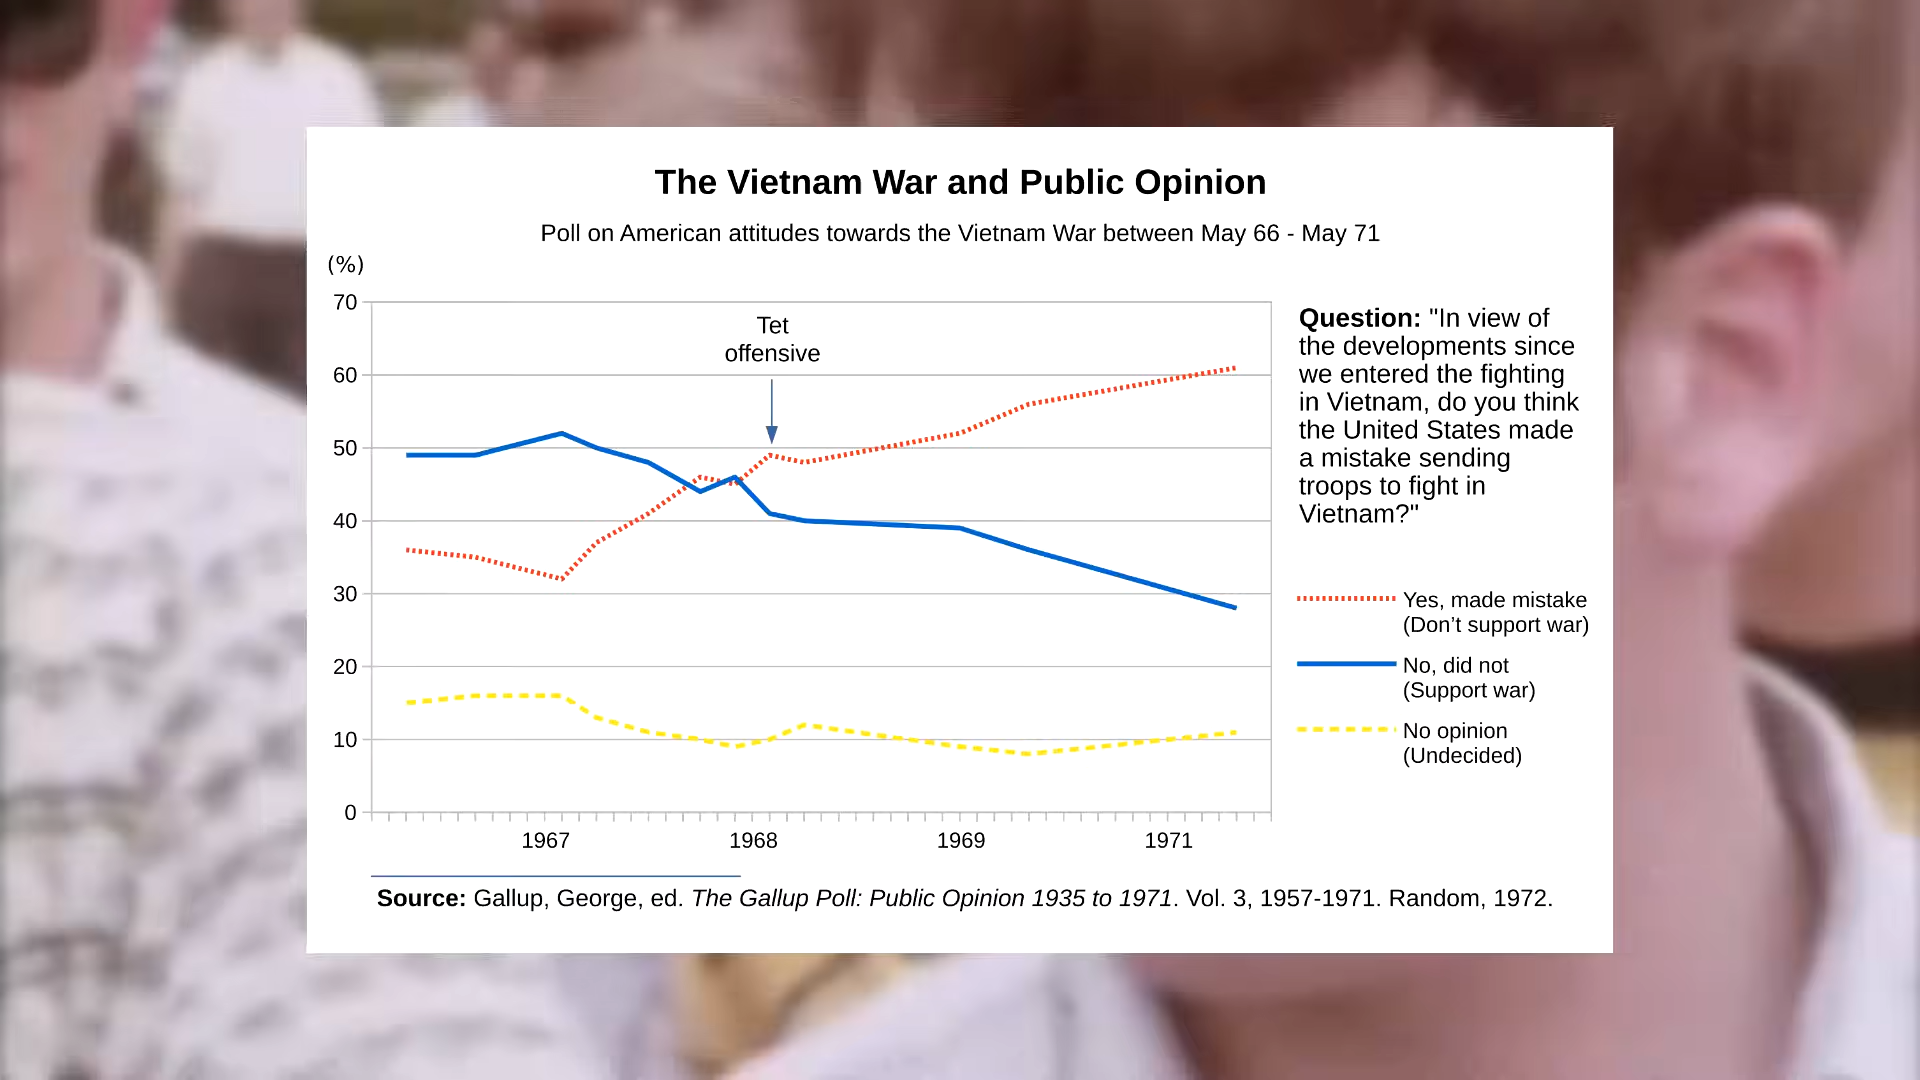 The Vietnam War and Public Opinion
Poll on American attitudes towards the Vietnam War between May 66 - May 71
(%)
70
60
50
40
30
20
10
0
Tet
offensive
1967
1968
1969
1971
Question: "In view of
the developments since
we entered the fighting
in Vietnam, do you think
the United States made
a mistake sending
troops to fight in
Vietnam?"
Yes, made mistake
(Don’t support war)
No, did not
(Support war)
No opinion
(Undecided)
Source: Gallup, George, ed. The Gallup Poll: Public Opinion 1935 to 1971. Vol. 3, 1957-1971. Random, 1972.